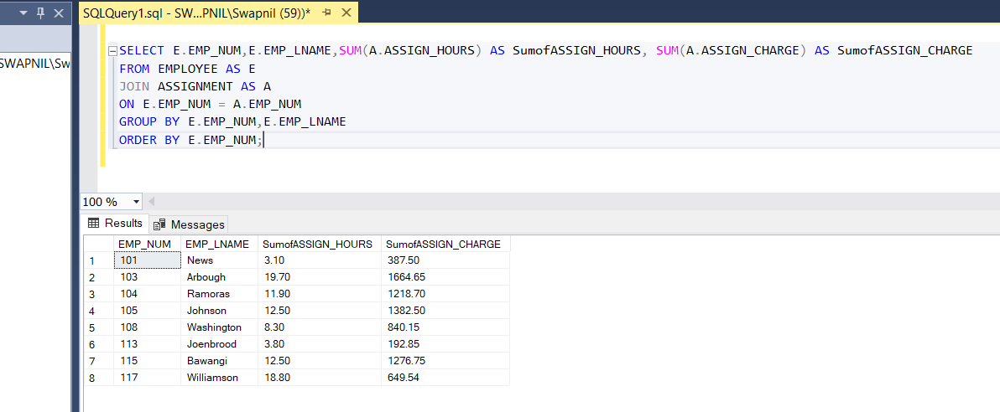 SQLQuery1.sql - SW...PNIL\Swapnil (59))*
SWAPNIL\Sw
SELECT E.EMP_NUM,E.EMP_LNAME,SUM(A.ASSIGN_HOURS) AS SumofASSIGN_HOURS, SUM(A.ASSIGN_CHARGE) AS SumofASSIGN_CHARGE
FROM EMPLOYEE AS E
JOIN ASSIGNMENT AS A
ON E.EMP_NUM = A.EMP_NUM
GROUP BY E.EMP_NUM,E.EMP_LNAME
ORDER BY E.EMP_NUM;
100 %
Results Messages
EMP_NUM EMP_LNAME SumofASSIGN_HOURS SumofASSIGN_CHARGE
1 101 News 3.10 387.50
2 103 Arbough 19.70 1664.65
3 104 Ramoras 11.90 1218.70
4 105 Johnson 12.50 1382.50
5 108 Washington 8.30 840.15
6 113 Joenbrood 3.80 192.85
7 115 Bawangi 12.50 1276.75
8 117 Williamson 18.80 649.54